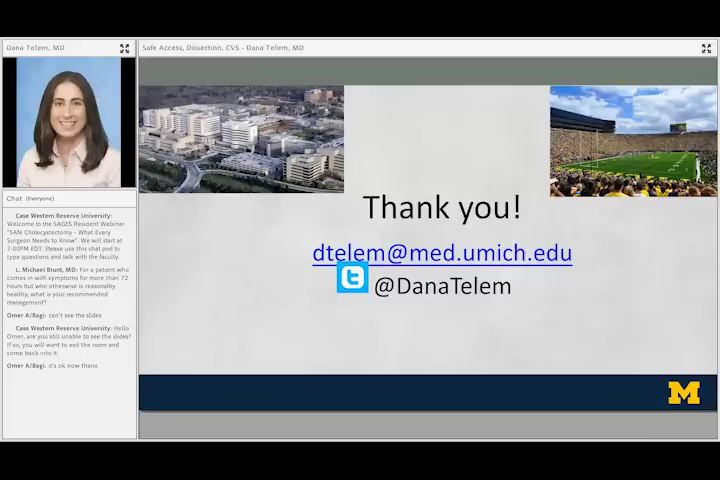 Dana Telem, MD
Safe Access, Dissection, CVS - Dana Telem, MD
Chat (Everyone)
Case Western Reserve University:
Welcome to the SAGES Resident Webinar
"SAfe Cholecystectomy - What Every
Surgeon Needs to Know". We will start at
7:00PM EDT. Please use this chat pod to
type questions and talk with the faculty.
L. Michael Brunt, MD: For a patient who
comes in with symptoms for more than 72
hours but who otherwise is reasonably
healthy, what is your recommended
management?
Omer A/Bagi: can't see the slides
Case Western Reserve University: Hello
Omer, are you still unable to see the slides?
If so, you will want to exit the room and
come back into it.
Omer A/Bagi: it's ok now thanx
Thank you!
dtelem@med.umich.edu
@DanaTelem
M